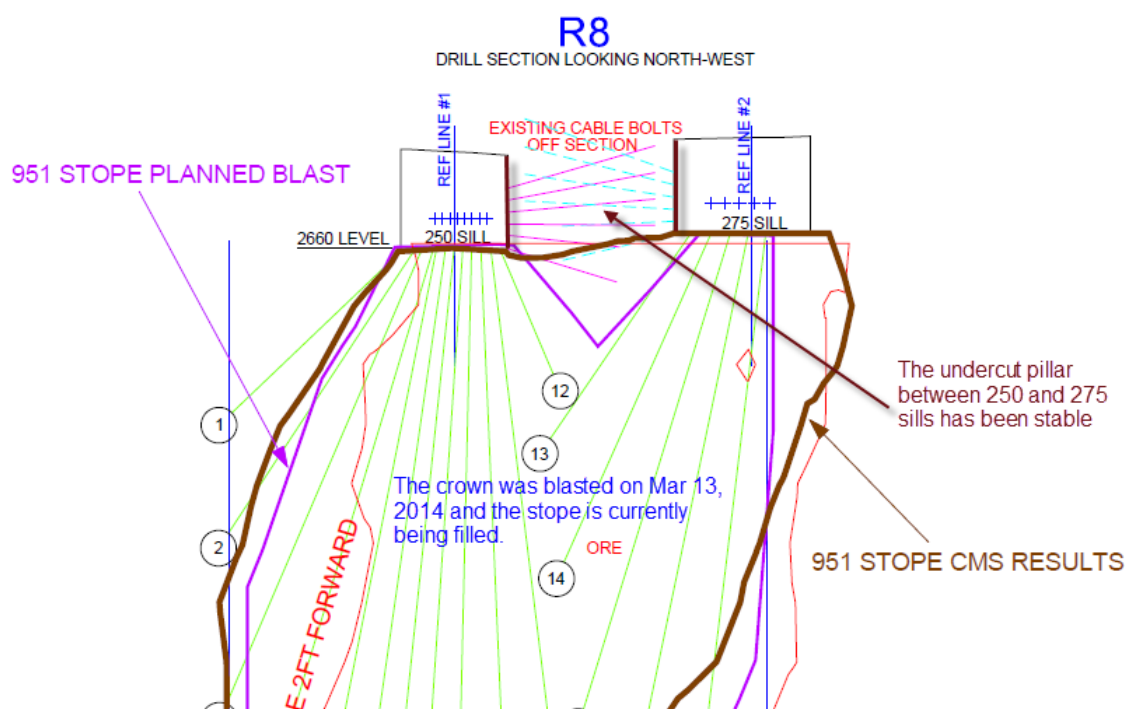 R8
DRILL SECTION LOOKING NORTH-WEST
REF LINE #1
EXISTING CABLE BOLTS
OFF SECTION
REF LINE #2
951 STOPE PLANNED BLAST
2660 LEVEL
250 SILL
275 SILL
The undercut pillar
between 250 and 275
sills has been stable
1
12
13
The crown was blasted on Mar 13,
2014 and the stope is currently
being filled.
2
ORE
14
951 STOPE CMS RESULTS
E 2FT FORWARD